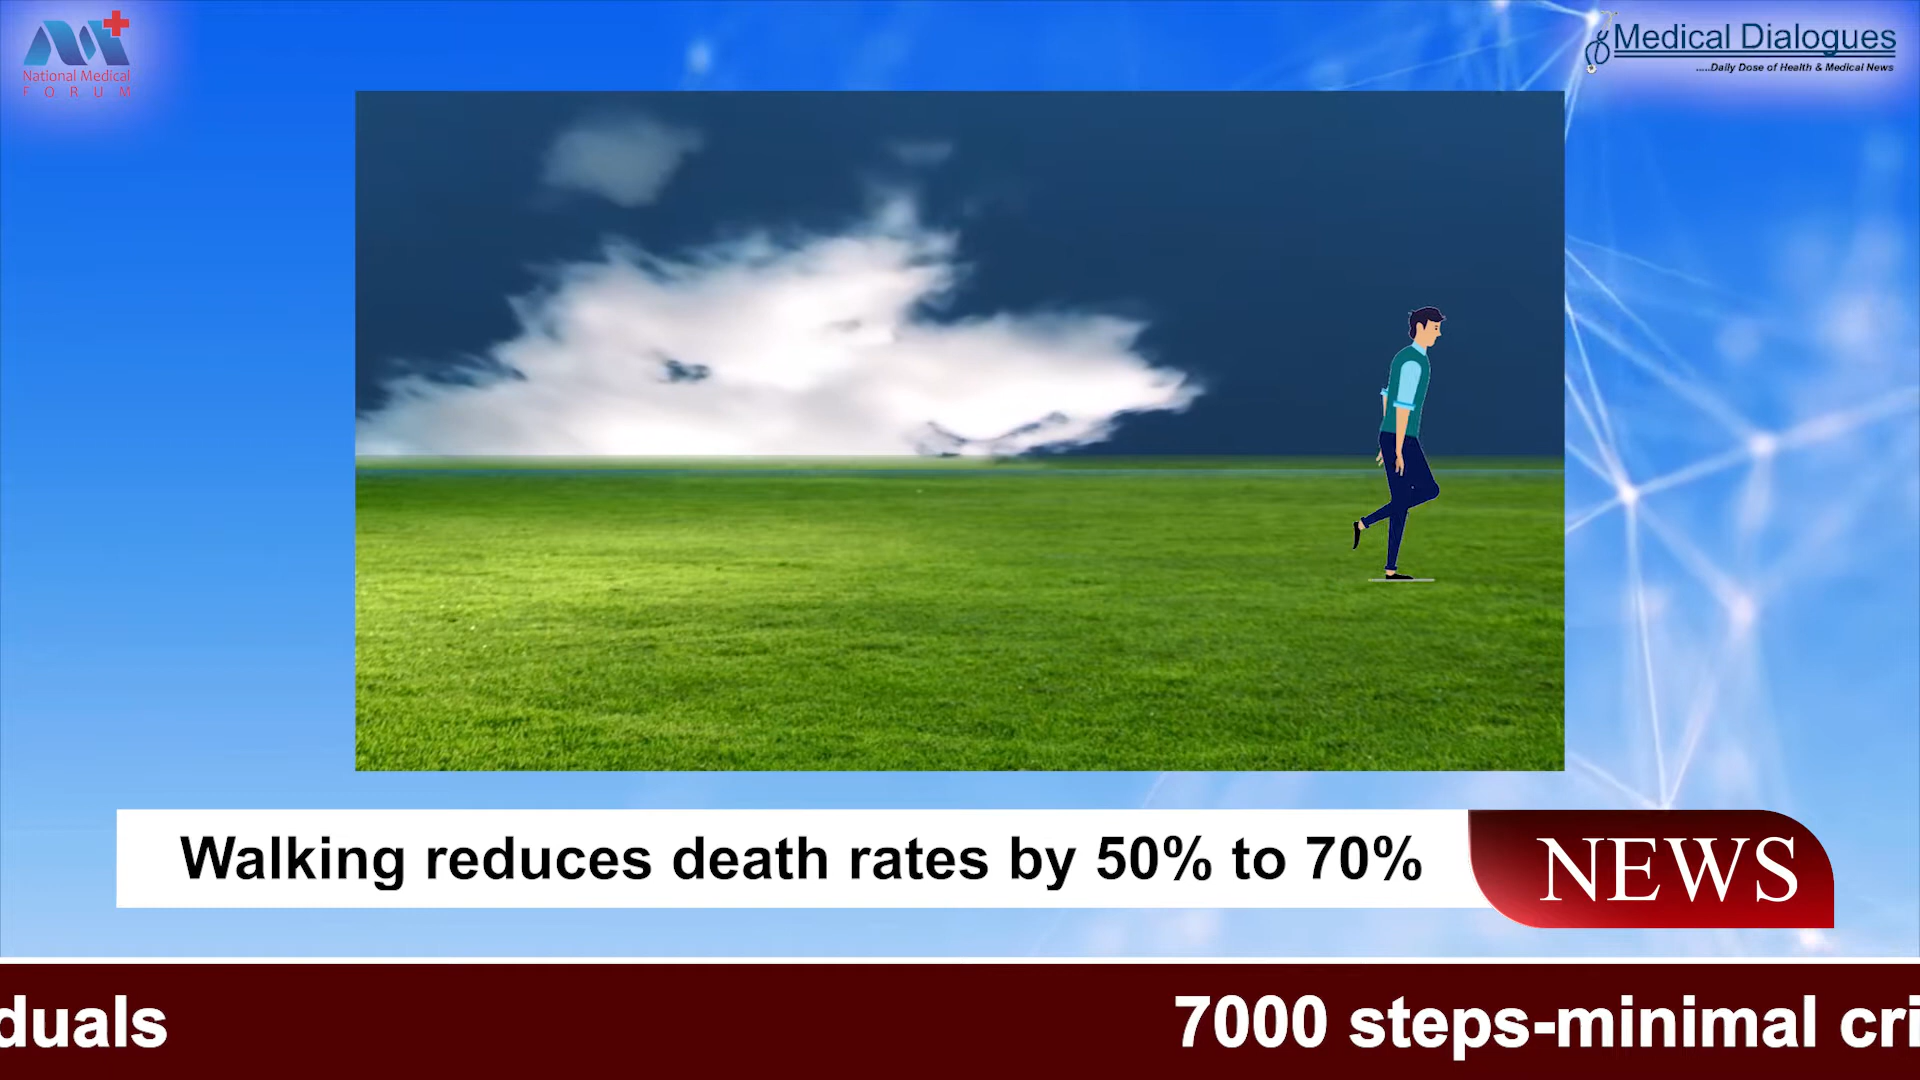 National Medical
FORUM
Medical Dialogues
.....Daily Dose of Health & Medical News
Walking reduces death rates by 50% to 70%
NEWS
duals
7000 steps-minimal cri